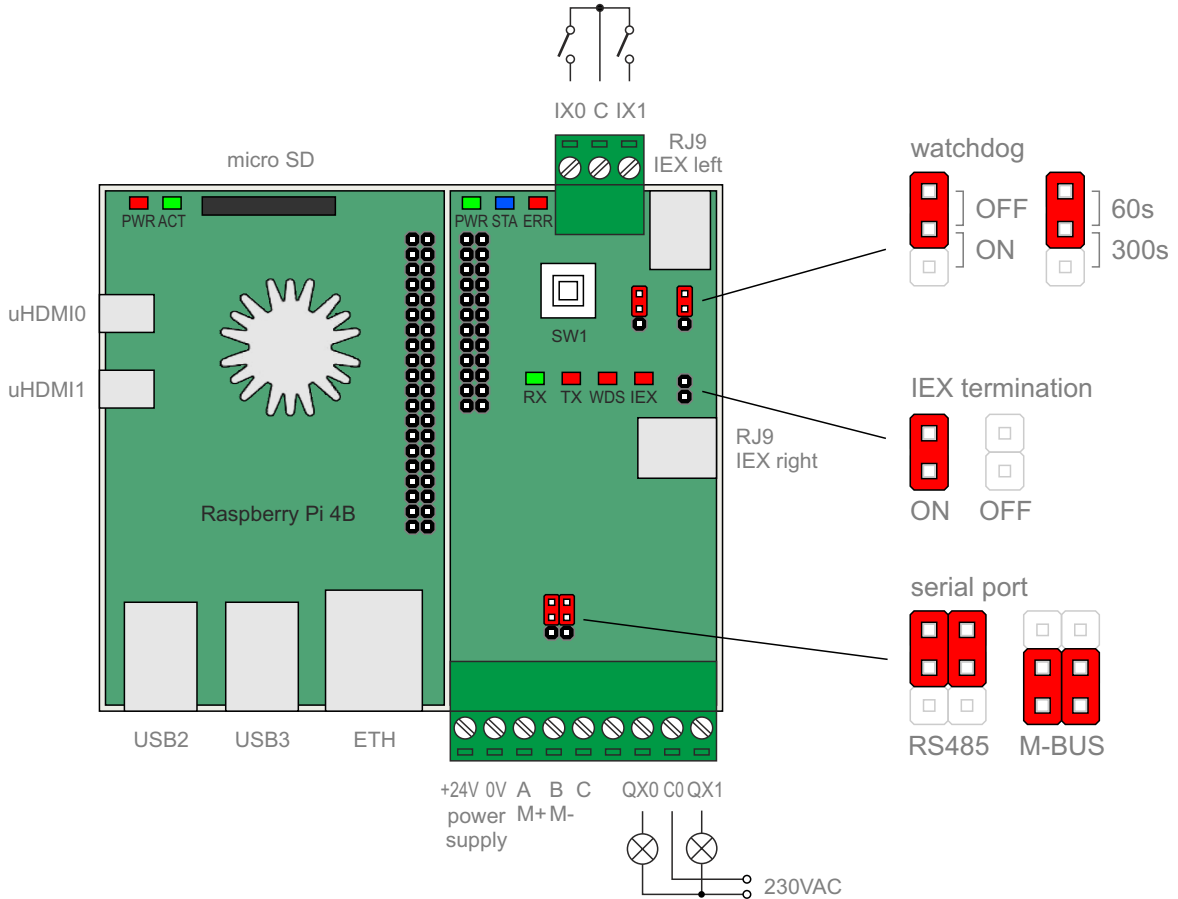 IX0 C IX1
RJ9
IEX left
micro SD
PWR ACT
PWR STA ERR
watchdog
OFF
ON
60s
300s
uHDMI0
uHDMI1
SW1
RX TX WDS IEX
RJ9
IEX right
IEX termination
ON OFF
Raspberry Pi 4B
serial port
RS485 M-BUS
USB2 USB3 ETH
+24V 0V A B C QX0 C0 QX1
power M+ M-
supply
230VAC